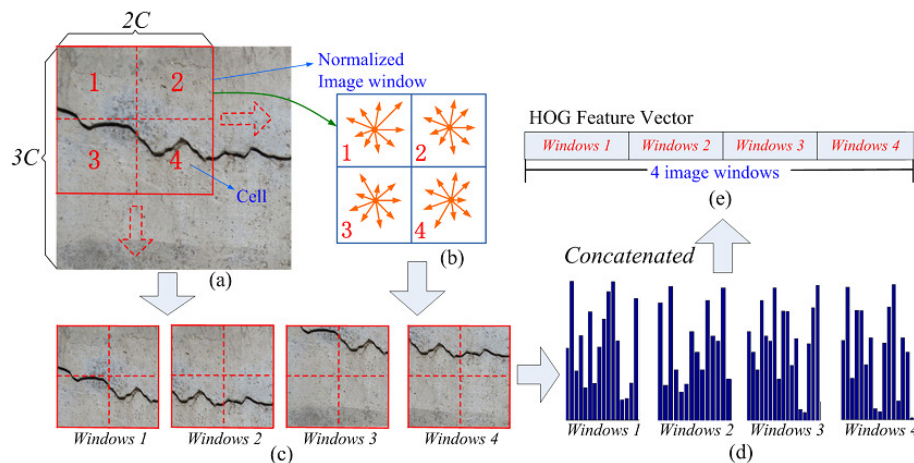 2C
3C
1
2
3
4
Normalized
Image window
Cell
(a)
1
2
3
4
(b)
Windows 1
Windows 2
Windows 3
Windows 4
(c)
HOG Feature Vector
Windows 1
Windows 2
Windows 3
Windows 4
4 image windows
(e)
Concatenated
Windows 1
Windows 2
Windows 3
Windows 4
(d)